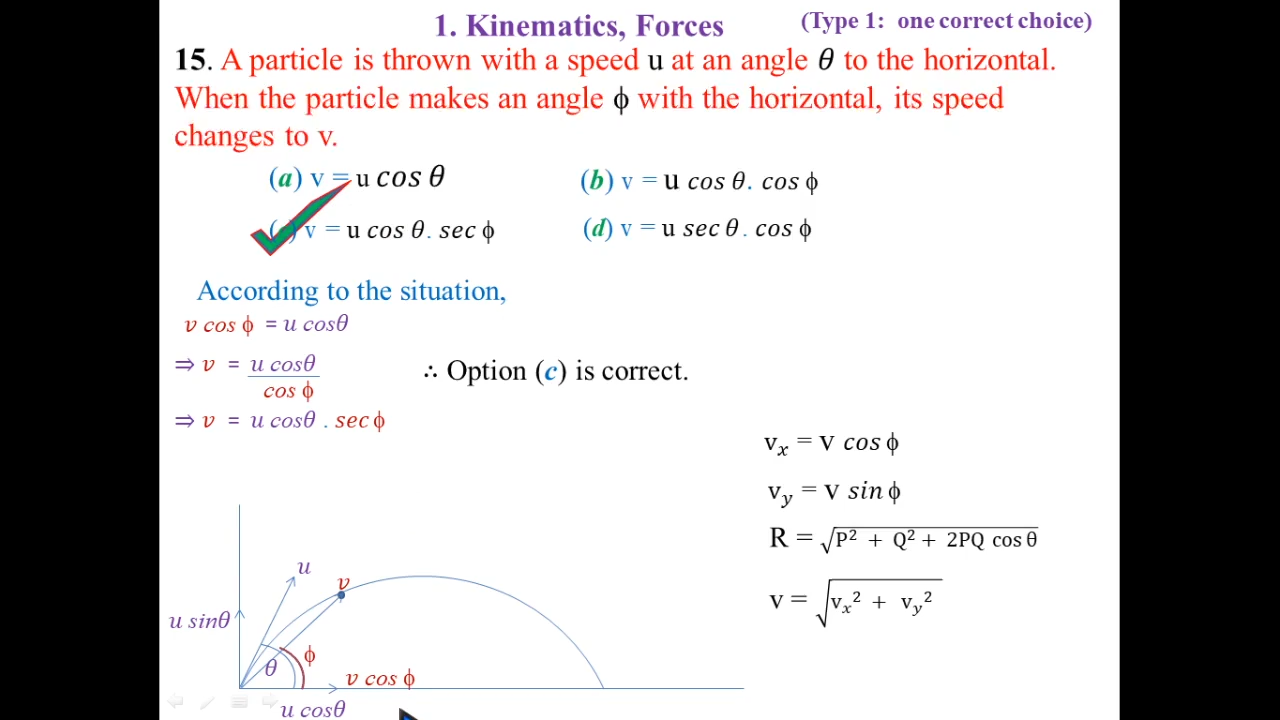 1. Kinematics, Forces
(Type 1: one correct choice)
15. A particle is thrown with a speed u at an angle θ to the horizontal.
When the particle makes an angle ϕ with the horizontal, its speed
changes to v.
(a) v = u cos θ
(b) v = u cos θ. cos ϕ
v = u cos θ. sec ϕ
(d) v = u sec θ. cos ϕ
According to the situation,
v cos ϕ = u cosθ
⇒ v = u cosθ
cos ϕ
∴ Option (c) is correct.
⇒ v = u cosθ . sec ϕ
vₓ = v cos ϕ
v_y = v sin ϕ
R = √P² + Q² + 2PQ cos θ
v = √vₓ² + v_y²
u
v
u sinθ
θ
ϕ
v cos ϕ
u cosθ